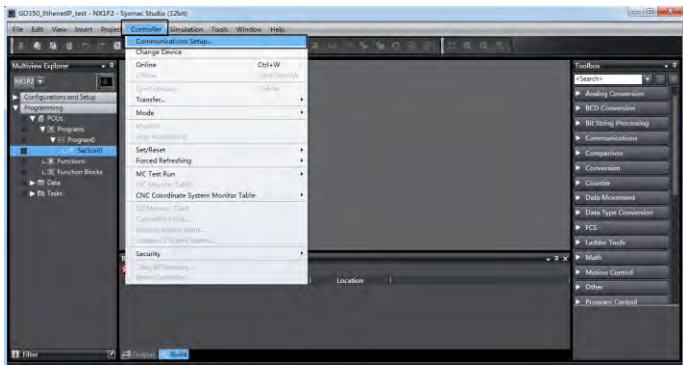 GD350_EthenetIP_test - NX1P2 - Sysmac Studio (32bit)
File Edit View Insert Project Controller Simulation Tools Window Help
Communications Setup...
Change Device
Online Ctrl+W
Transfer...
Mode
Set/Reset
Forced Refreshing
MC Test Run
CNC Coordinate System Monitor Table
Security
Multiview Explorer
NX1P2
Configurations and Setup
Programming
POUs
Programs
Program0
Section0
Functions
Function Blocks
Data
Tasks
Filter
Location
Output
Build
Toolbox
<Search>
Analog Conversion
BCD Conversion
Bit String Processing
Communications
Comparison
Conversion
Counter
Data Movement
Data Type Conversion
FCS
Ladder Tools
Math
Motion Control
Other
Program Control